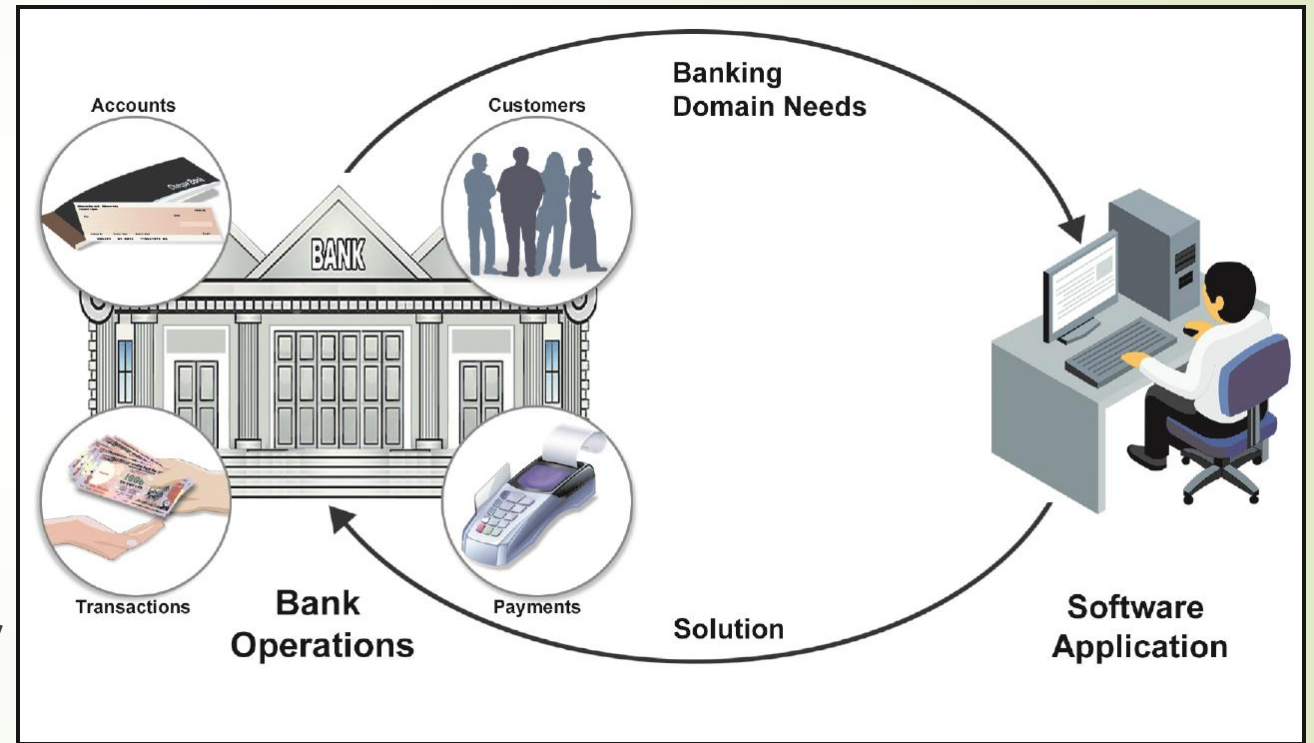 Banking
Domain Needs
Accounts
Customers
BANK
Transactions
Payments
Bank
Operations
Solution
Software
Application